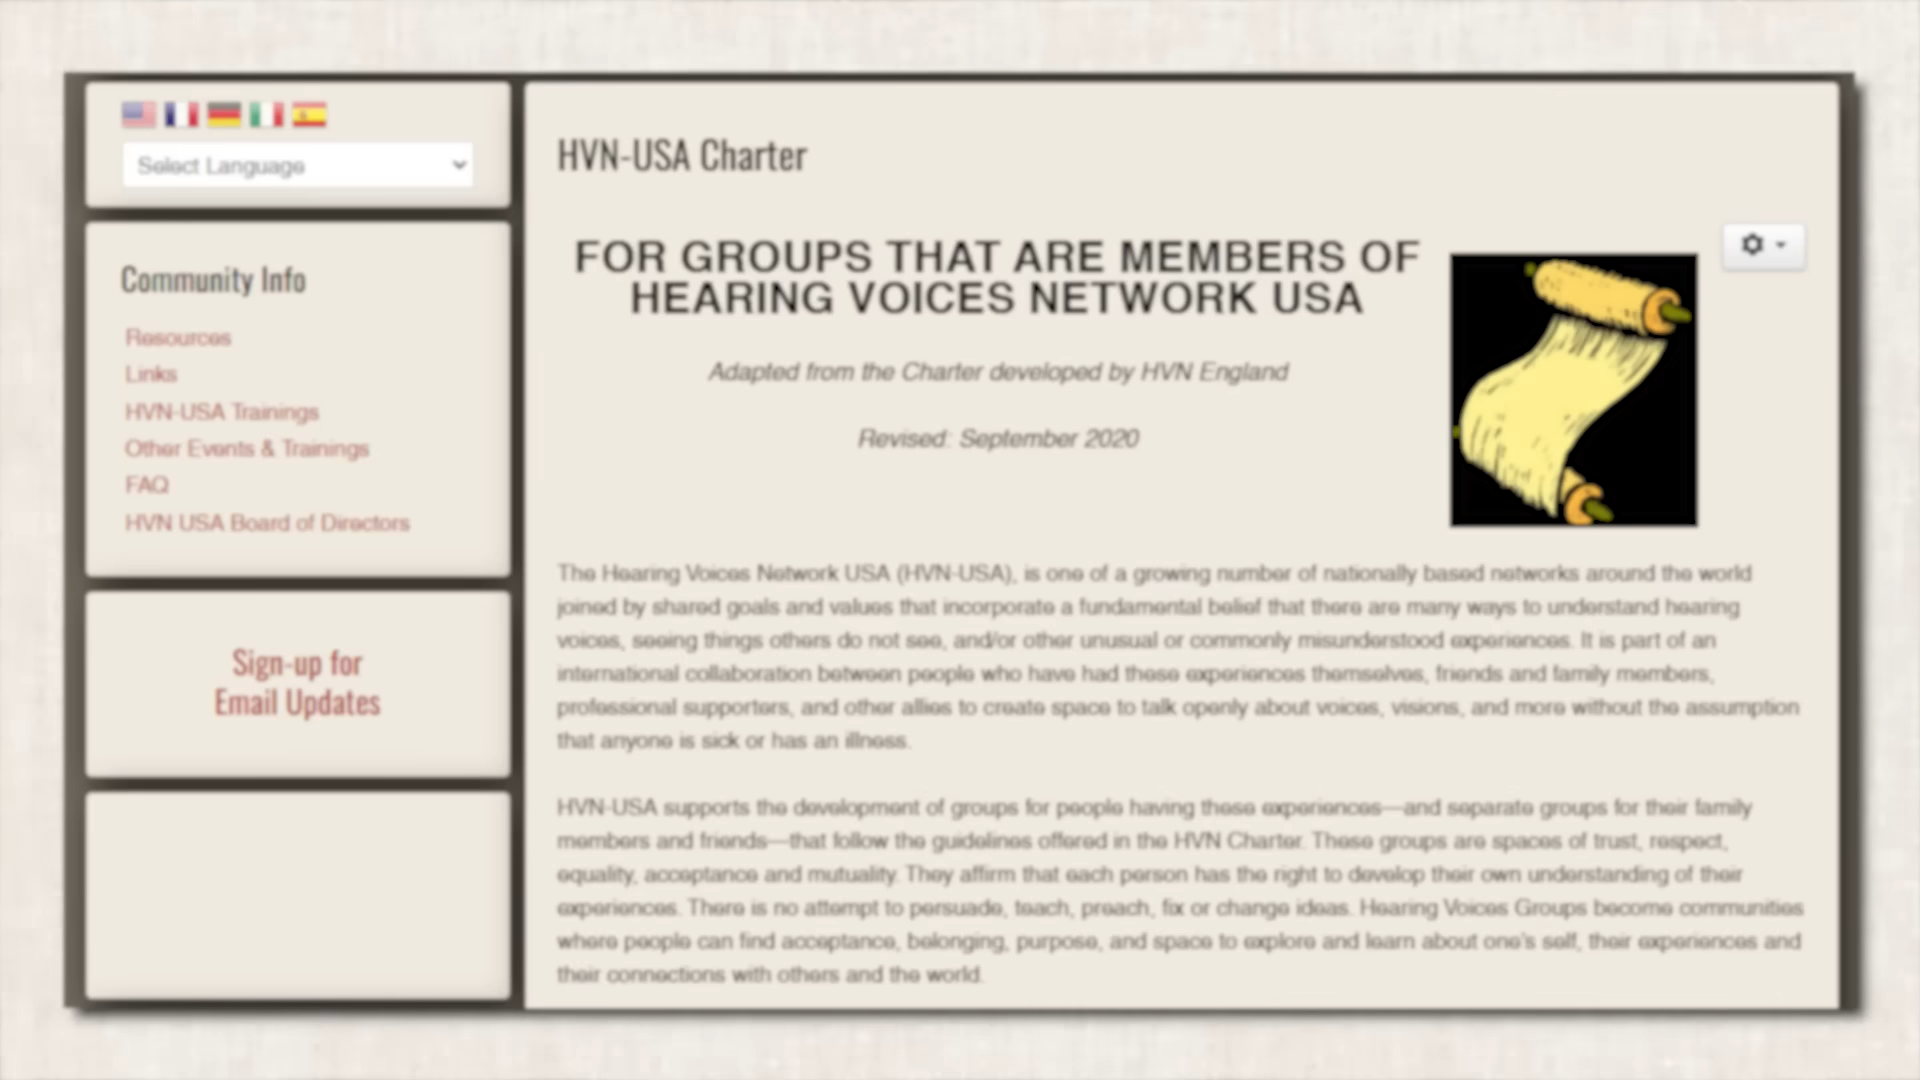 Select Language
Community Info
Resources
Links
HVN-USA Trainings
Other Events & Trainings
FAQ
HVN USA Board of Directors
Sign-up for
Email Updates
HVN-USA Charter
FOR GROUPS THAT ARE MEMBERS OF
HEARING VOICES NETWORK USA
Adapted from the Charter developed by HVN England
Revised: September 2020
The Hearing Voices Network USA (HVN-USA), is one of a growing number of nationally based networks around the world
joined by shared goals and values that incorporate a fundamental belief that there are many ways to understand hearing
voices, seeing things others do not see, and/or other unusual or commonly misunderstood experiences. It is part of an
international collaboration between people who have had these experiences themselves, friends and family members,
professional supporters, and other allies to create space to talk openly about voices, visions, and more without the assumption
that anyone is sick or has an illness.
HVN-USA supports the development of groups for people having these experiences—and separate groups for their family
members and friends—that follow the guidelines offered in the HVN Charter. These groups are spaces of trust, respect,
equality, acceptance and mutuality. They affirm that each person has the right to develop their own understanding of their
experiences. There is no attempt to persuade, teach, preach, fix or change ideas. Hearing Voices Groups become communities
where people can find acceptance, belonging, purpose, and space to explore and learn about one's self, their experiences and
their connections with others and the world.